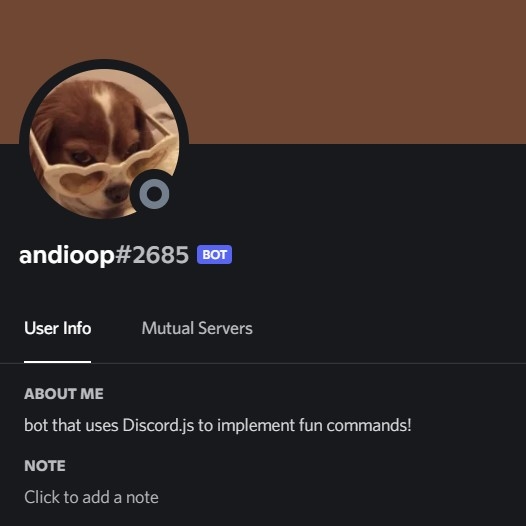 andioop#2685 BOT
User Info Mutual Servers
ABOUT ME
bot that uses Discord.js to implement fun commands!
NOTE
Click to add a note